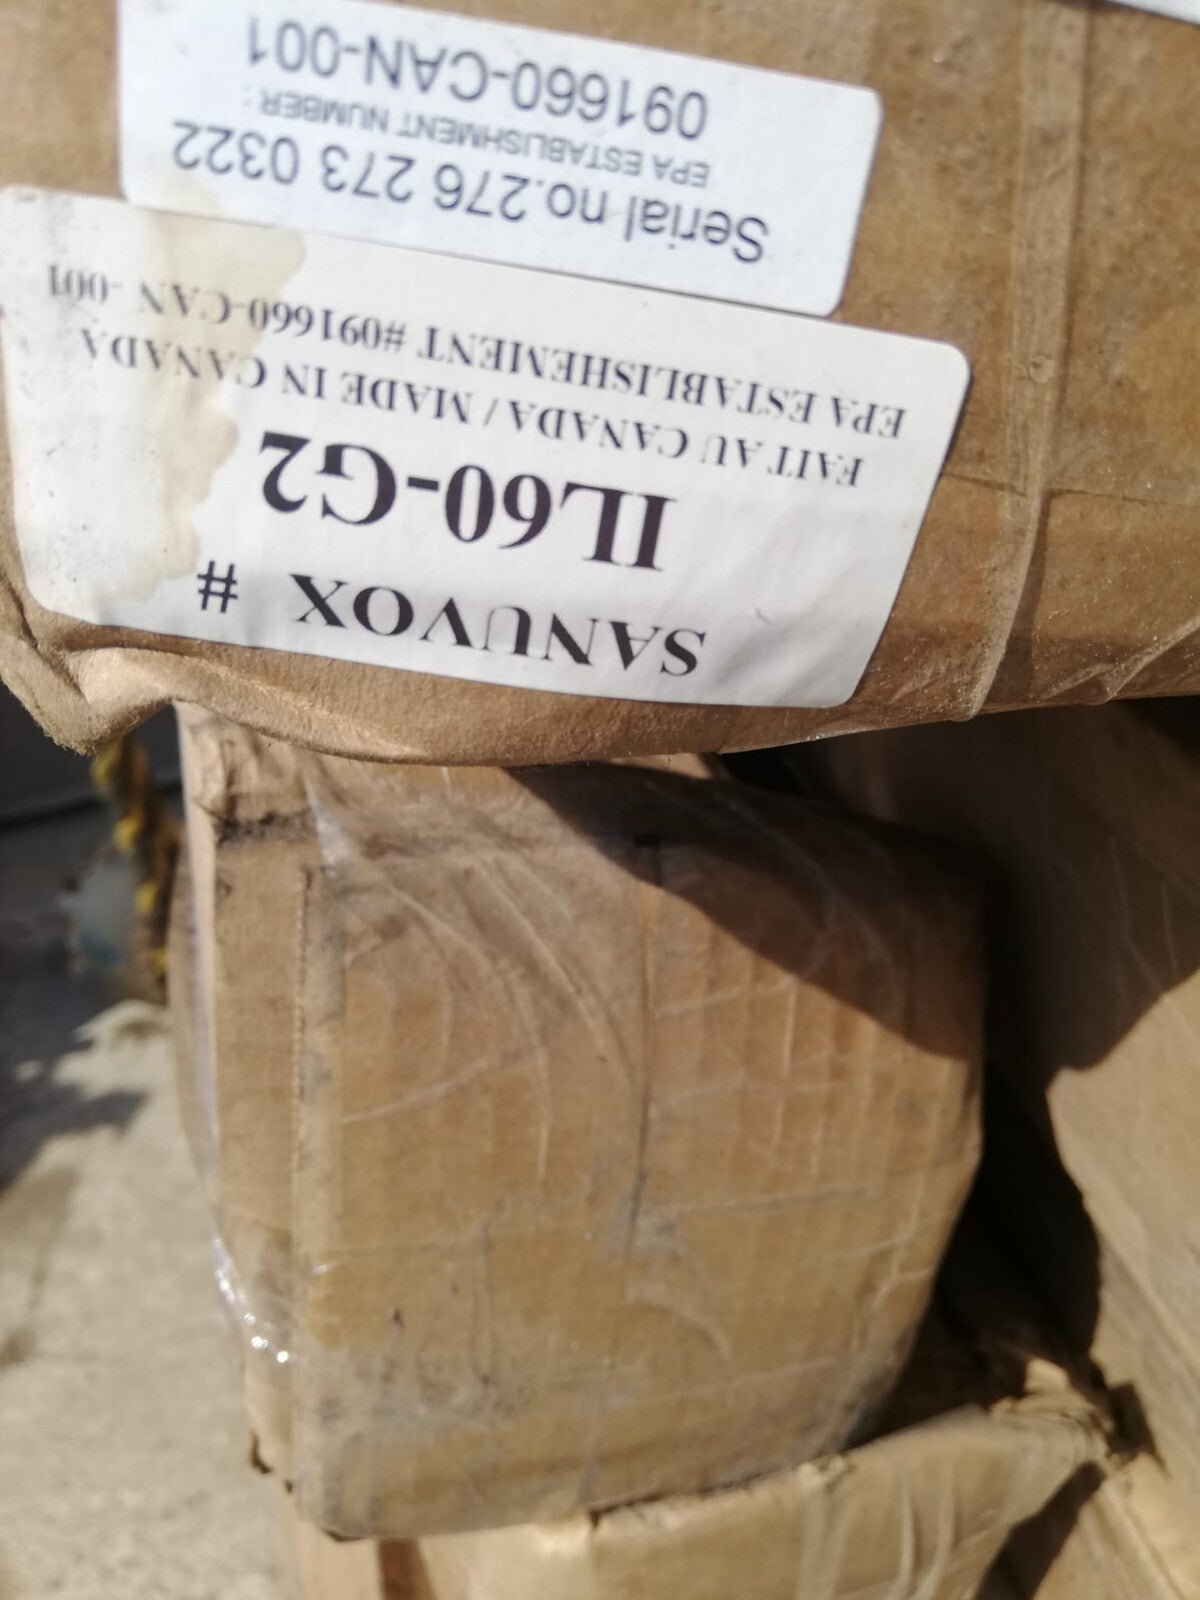 SANUVOX #
IL60-G2
FAIT AU CANADA / MADE IN CANADA
EPA ESTABLISHEMENT #091660-CAN-001
Serial no.276 273 0322
EPA ESTABLISHMENT NUMBER :
091660-CAN-001